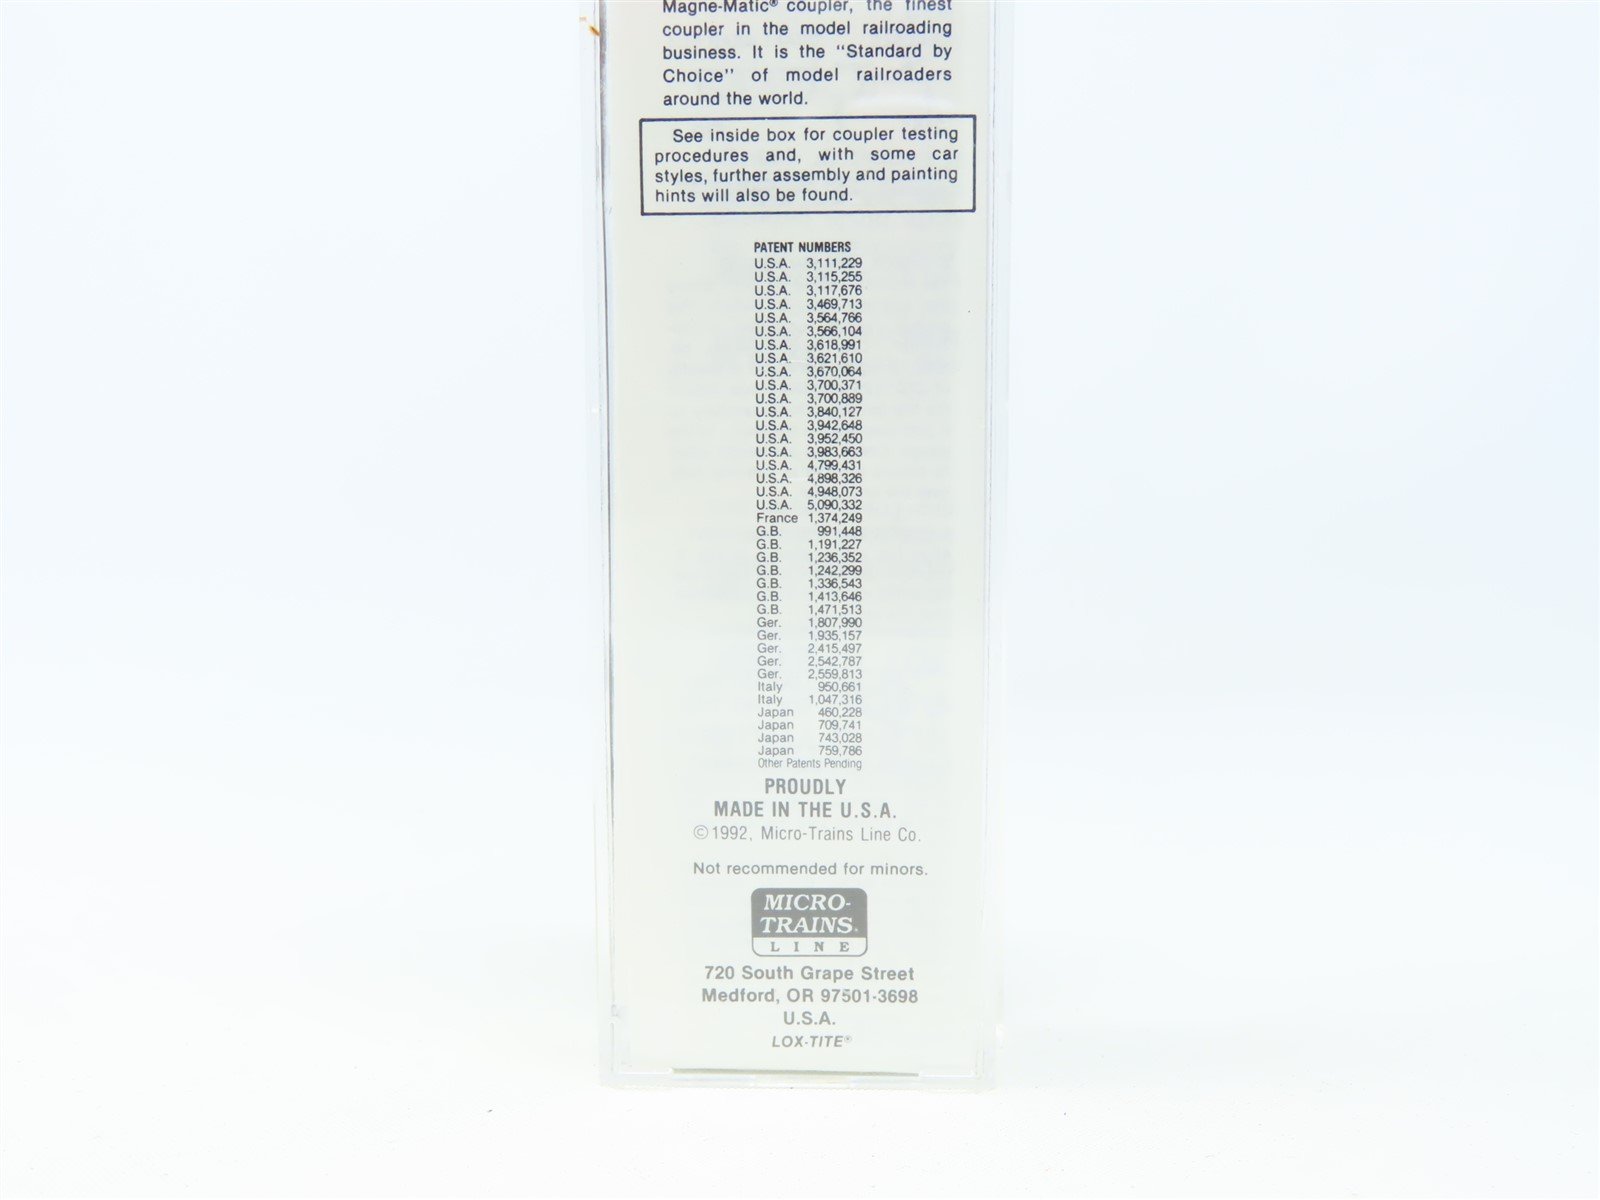 Magne-Matic® coupler, the finest
coupler in the model railroading
business. It is the "Standard by
Choice" of model railroaders
around the world.
See inside box for coupler testing
procedures and, with some car
styles, further assembly and painting
hints will also be found.
PATENT NUMBERS
U.S.A. 3,111,229
U.S.A. 3,115,255
U.S.A. 3,117,676
U.S.A. 3,469,713
U.S.A. 3,564,766
U.S.A. 3,566,104
U.S.A. 3,618,991
U.S.A. 3,621,610
U.S.A. 3,670,064
U.S.A. 3,700,371
U.S.A. 3,700,889
U.S.A. 3,840,127
U.S.A. 3,942,648
U.S.A. 3,952,450
U.S.A. 3,983,663
U.S.A. 4,799,431
U.S.A. 4,898,326
U.S.A. 4,948,073
U.S.A. 5,090,332
France 1,374,249
G.B. 991,448
G.B. 1,191,227
G.B. 1,236,352
G.B. 1,242,299
G.B. 1,336,543
G.B. 1,413,646
G.B. 1,471,513
Ger. 1,807,990
Ger. 1,935,157
Ger. 2,415,497
Ger. 2,542,787
Ger. 2,559,813
Italy 950,661
Italy 1,047,316
Japan 460,228
Japan 709,741
Japan 743,028
Japan 759,786
Other Patents Pending
PROUDLY
MADE IN THE U.S.A.
©1992, Micro-Trains Line Co.
Not recommended for minors.
MICRO-
TRAINS®
LINE
720 South Grape Street
Medford, OR 97501-3698
U.S.A.
LOX-TITE®